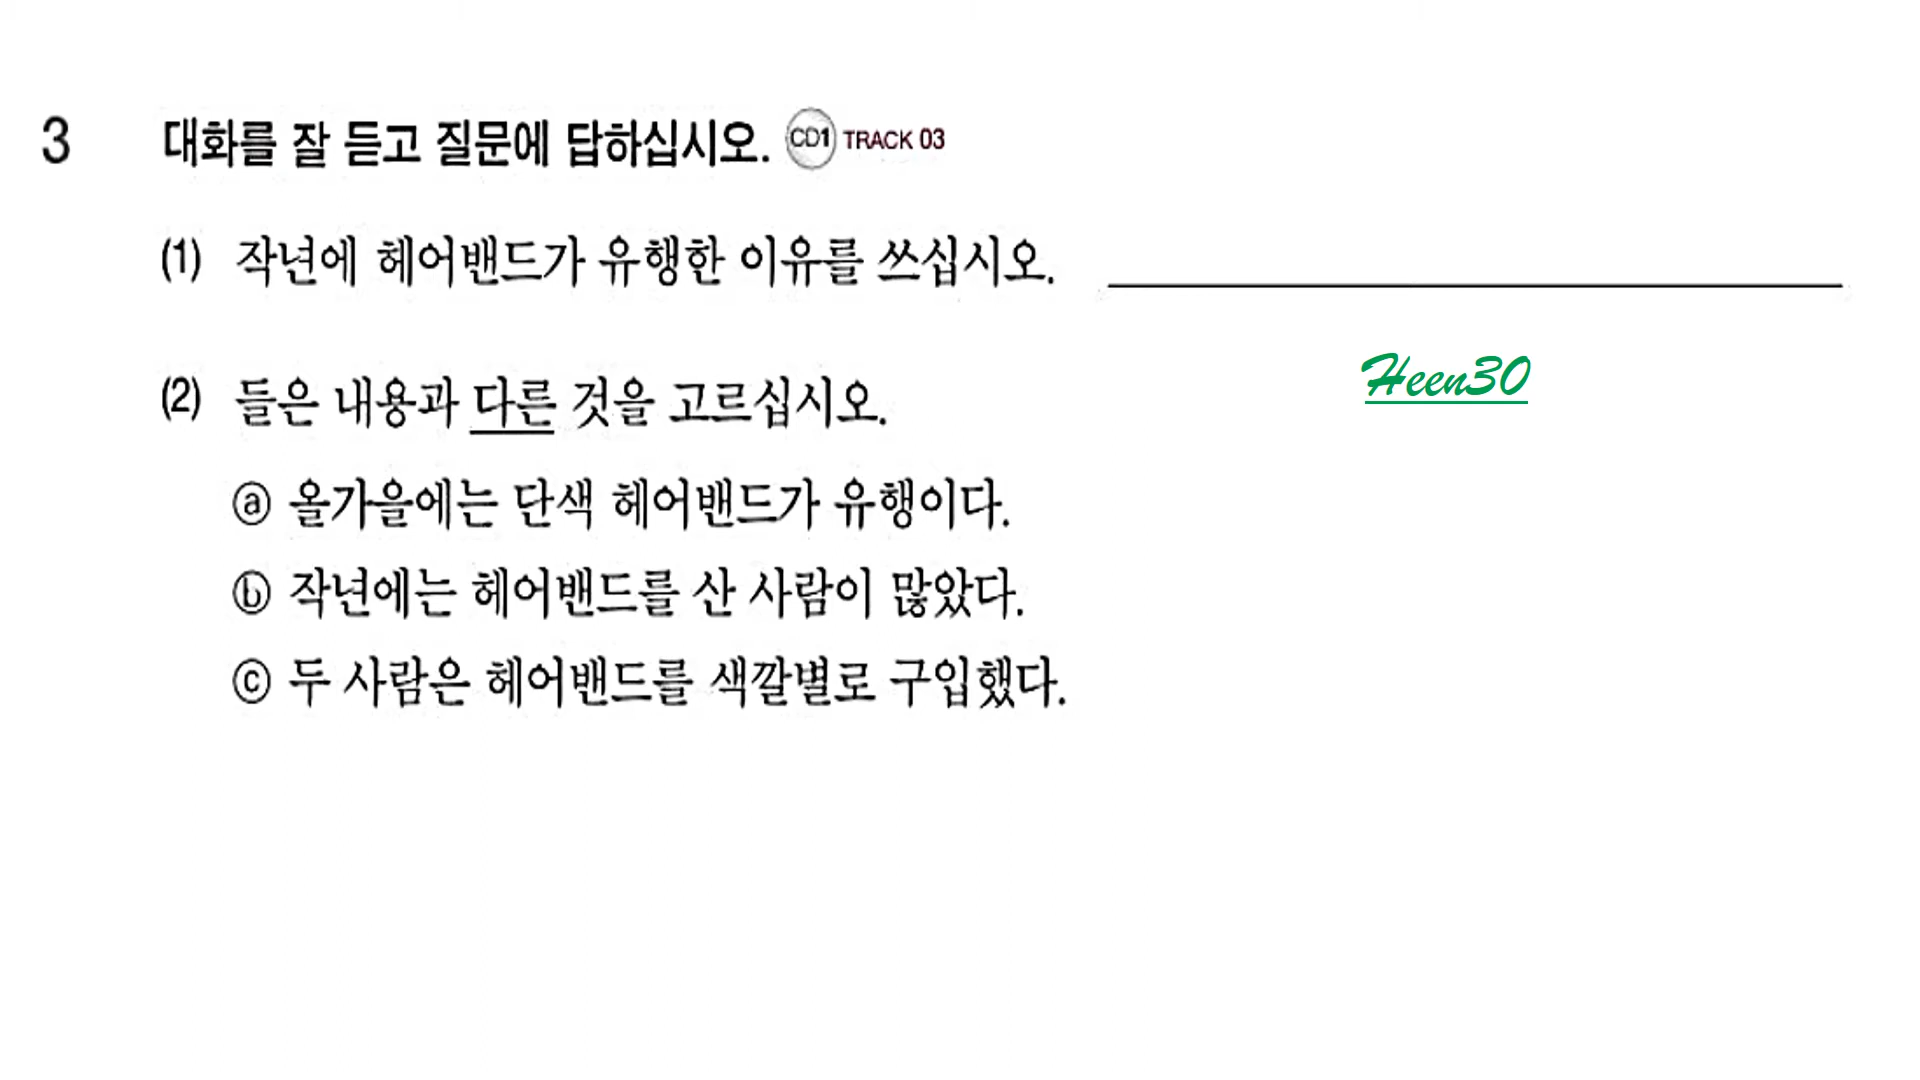 3 대화를 잘 듣고 질문에 답하십시오. CD1 TRACK 03
(1) 작년에 헤어밴드가 유행한 이유를 쓰십시오.
Heen30
(2) 들은 내용과 다른 것을 고르십시오.
ⓐ 올가을에는 단색 헤어밴드가 유행이다.
ⓑ 작년에는 헤어밴드를 산 사람이 많았다.
ⓒ 두 사람은 헤어밴드를 색깔별로 구입했다.